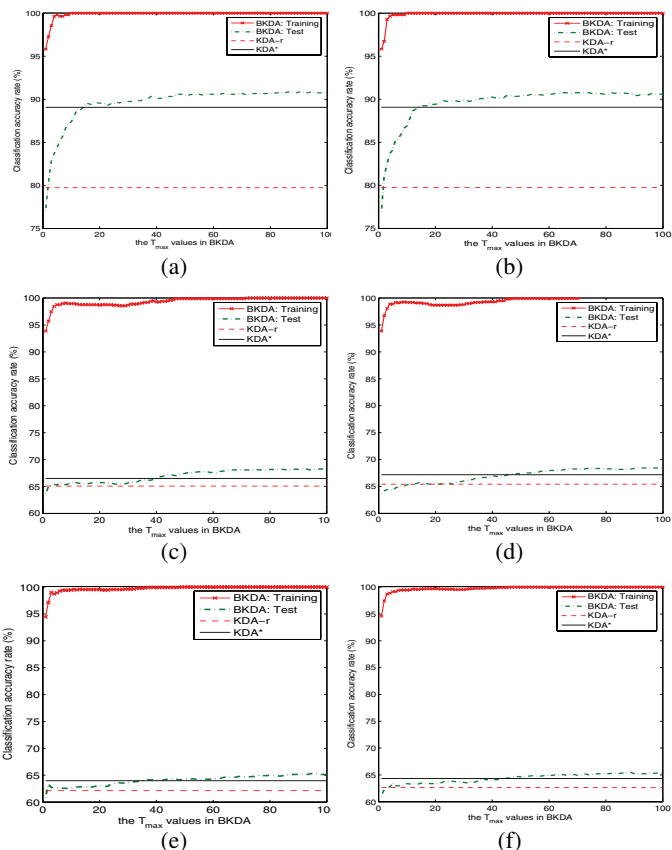 100
95
90
85
80
75
0
20
40
60
80
100
Classification accuracy rate (%)
the Tmax values in BKDA
BKDA: Training
BKDA: Test
KDA−r
KDA*
(a)
100
95
90
85
80
75
0
20
40
60
80
100
Classification accuracy rate (%)
the Tmax values in BKDA
BKDA: Training
BKDA: Test
KDA−r
KDA*
(b)
100
95
90
85
80
75
70
65
60
0
20
40
60
80
100
Classification accuracy rate (%)
the Tmax values in BKDA
BKDA: Training
BKDA: Test
KDA−r
KDA*
(c)
100
95
90
85
80
75
70
65
60
0
20
40
60
80
100
Classification accuracy rate (%)
the Tmax values in BKDA
BKDA: Training
BKDA: Test
KDA−r
KDA*
(d)
100
95
90
85
80
75
70
65
60
0
20
40
60
80
100
Classification accuracy rate (%)
the Tmax values in BKDA
BKDA: Training
BKDA: Test
KDA−r
KDA*
(e)
100
95
90
85
80
75
70
65
60
0
20
40
60
80
100
Classification accuracy rate (%)
the Tmax values in BKDA
BKDA: Training
BKDA: Test
KDA−r
KDA*
(f)